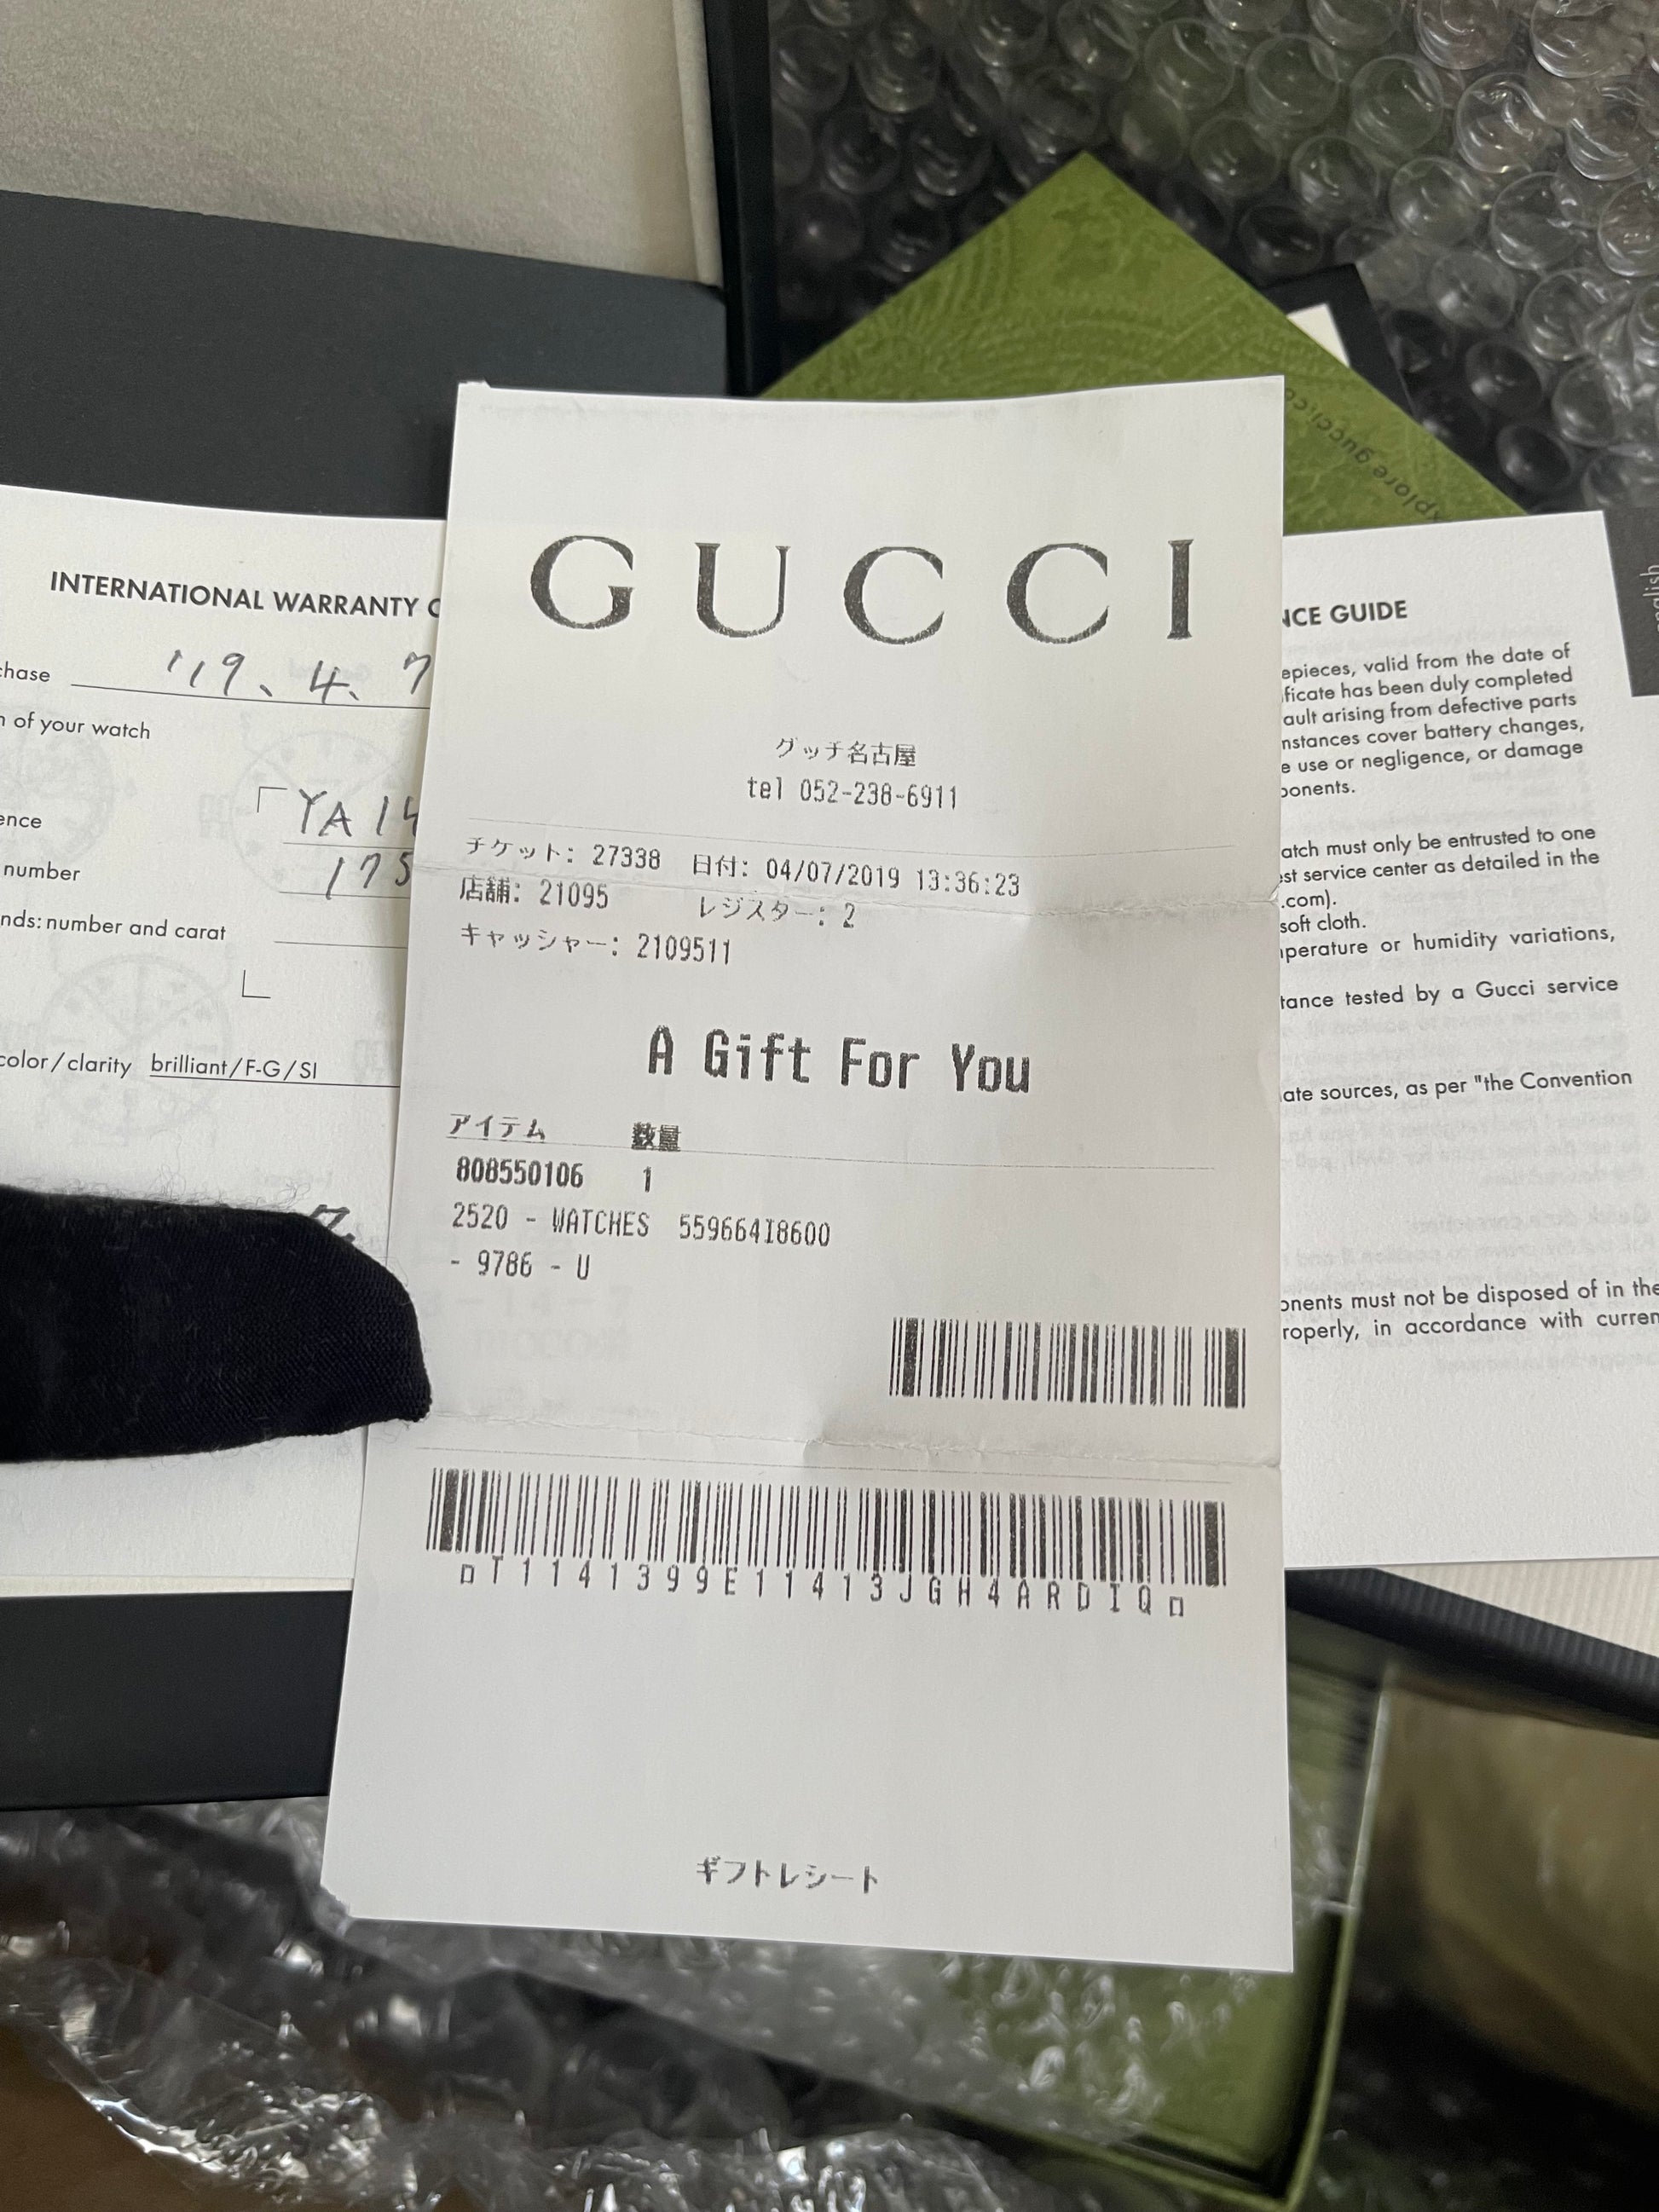 explore gucci.co
INTERNATIONAL WARRANTY C
chase '19、4、7
n of your watch
ence YA 14
number 175
nds: number and carat
color / clarity brilliant / F-G / SI
GUCCI
グッチ名古屋
tel 052-238-6911
チケット: 27338 日付: 04/07/2019 13:36:23
店舗: 21095 レジスター: 2
キャッシャー: 2109511
A Gift For You
アイテム 数量
808550106 1
2520 - WATCHES 559664I8600
- 9786 - U
T1141399E11413JGH4ARDIQ
ギフトレシート
NCE GUIDE
epieces, valid from the date of
ificate has been duly completed
ault arising from defective parts
nstances cover battery changes,
e use or negligence, or damage
ponents.
atch must only be entrusted to one
est service center as detailed in the
.com).
soft cloth.
perature or humidity variations,
tance tested by a Gucci service
ate sources, as per "the Convention
onents must not be disposed of in the
roperly, in accordance with curren